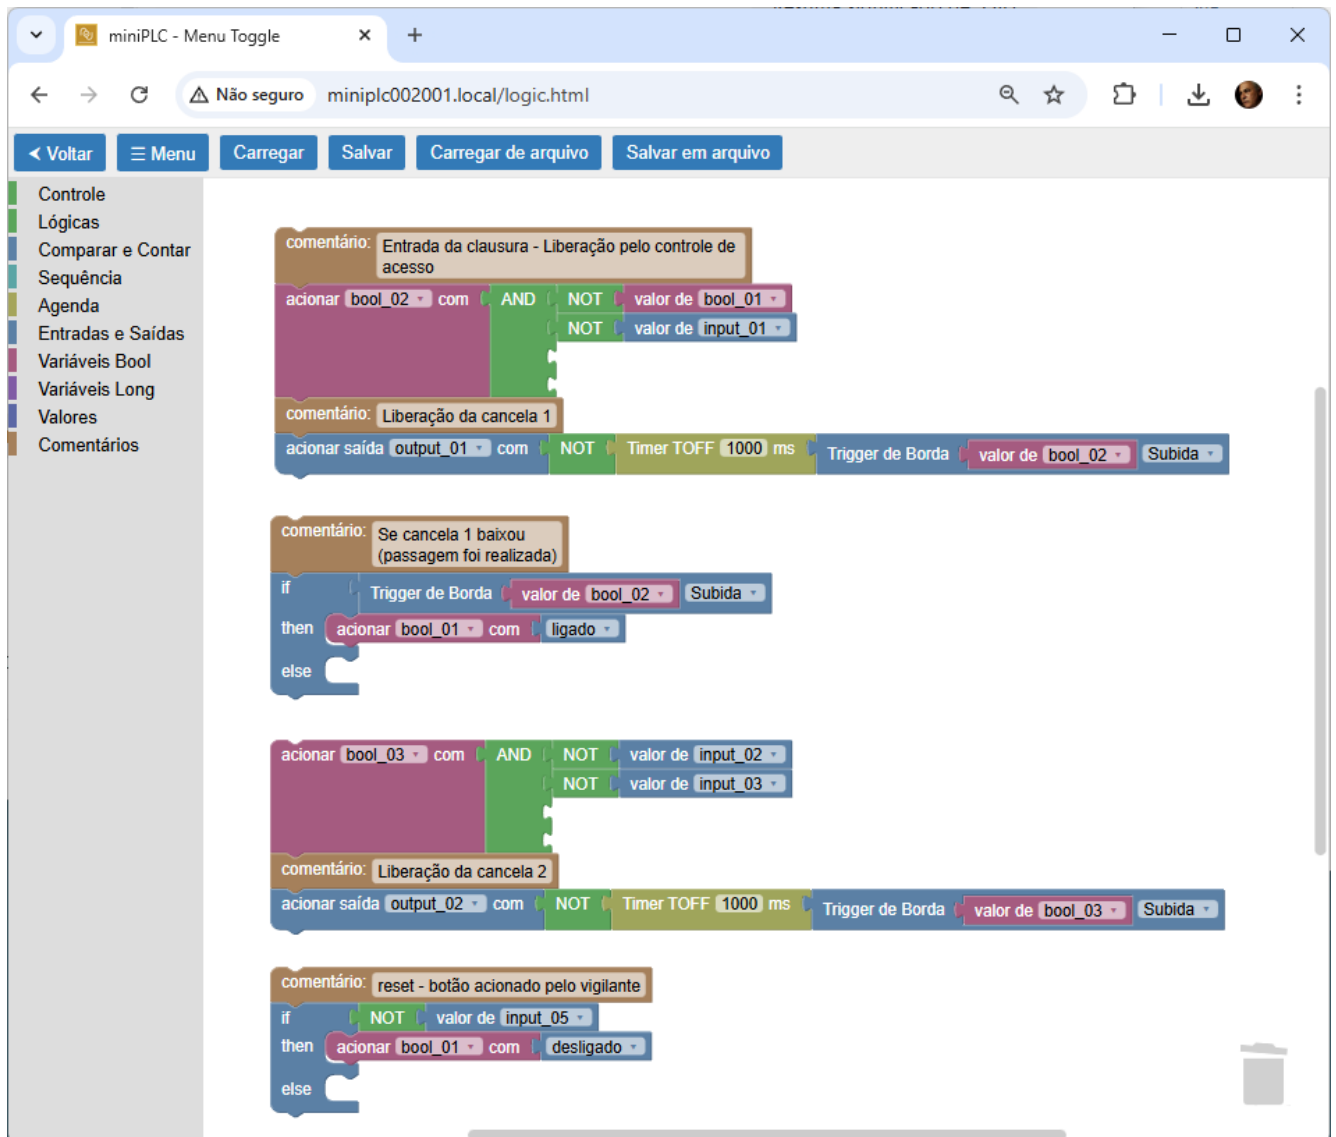 miniPLC - Menu Toggle
Não seguro miniplc002001.local/logic.html
Voltar Menu Carregar Salvar Carregar de arquivo Salvar em arquivo
Controle
Lógicas
Comparar e Contar
Sequência
Agenda
Entradas e Saídas
Variáveis Bool
Variáveis Long
Valores
Comentários
comentário: Entrada da clausura - Liberação pelo controle de
acesso
acionar bool_02 com AND NOT valor de bool_01
NOT valor de input_01
comentário: Liberação da cancela 1
acionar saída output_01 com NOT Timer TOFF 1000 ms Trigger de Borda valor de bool_02 Subida
comentário: Se cancela 1 baixou
(passagem foi realizada)
if Trigger de Borda valor de bool_02 Subida
then acionar bool_01 com ligado
else
acionar bool_03 com AND NOT valor de input_02
NOT valor de input_03
comentário: Liberação da cancela 2
acionar saída output_02 com NOT Timer TOFF 1000 ms Trigger de Borda valor de bool_03 Subida
comentário: reset - botão acionado pelo vigilante
if NOT valor de input_05
then acionar bool_01 com desligado
else